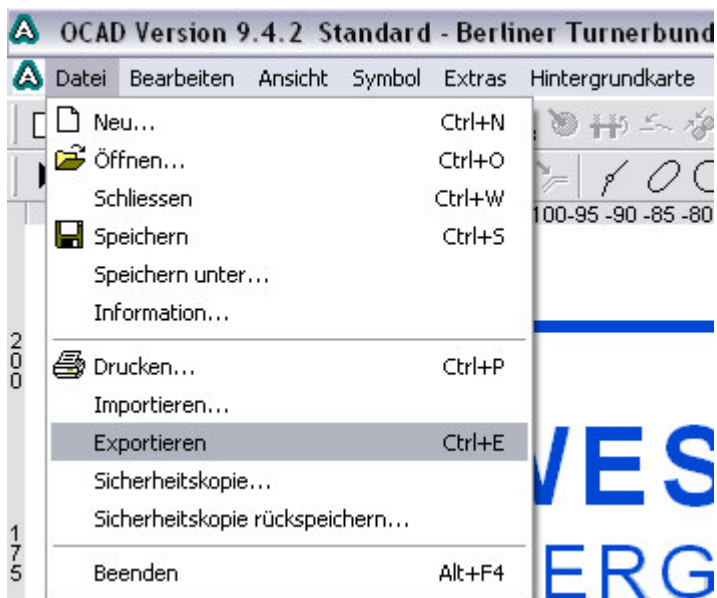 OCAD Version 9.4.2 Standard - Berliner Turnerbund
Datei Bearbeiten Ansicht Symbol Extras Hintergrundkarte
Neu... Ctrl+N
Öffnen... Ctrl+O
Schliessen Ctrl+W
Speichern Ctrl+S
Speichern unter...
Information...
Drucken... Ctrl+P
Importieren...
Exportieren Ctrl+E
Sicherheitskopie...
Sicherheitskopie rückspeichern...
Beenden Alt+F4
100-95 -90 -85 -80
200
175
WES
ERG